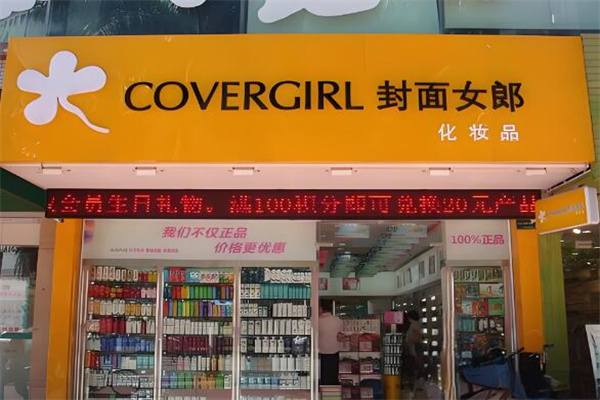 COVERGIRL 封面女郎
化妆品
会员生日礼物。满100积分即可兑换20元产品
我们不仅正品
价格更优惠
100%正品